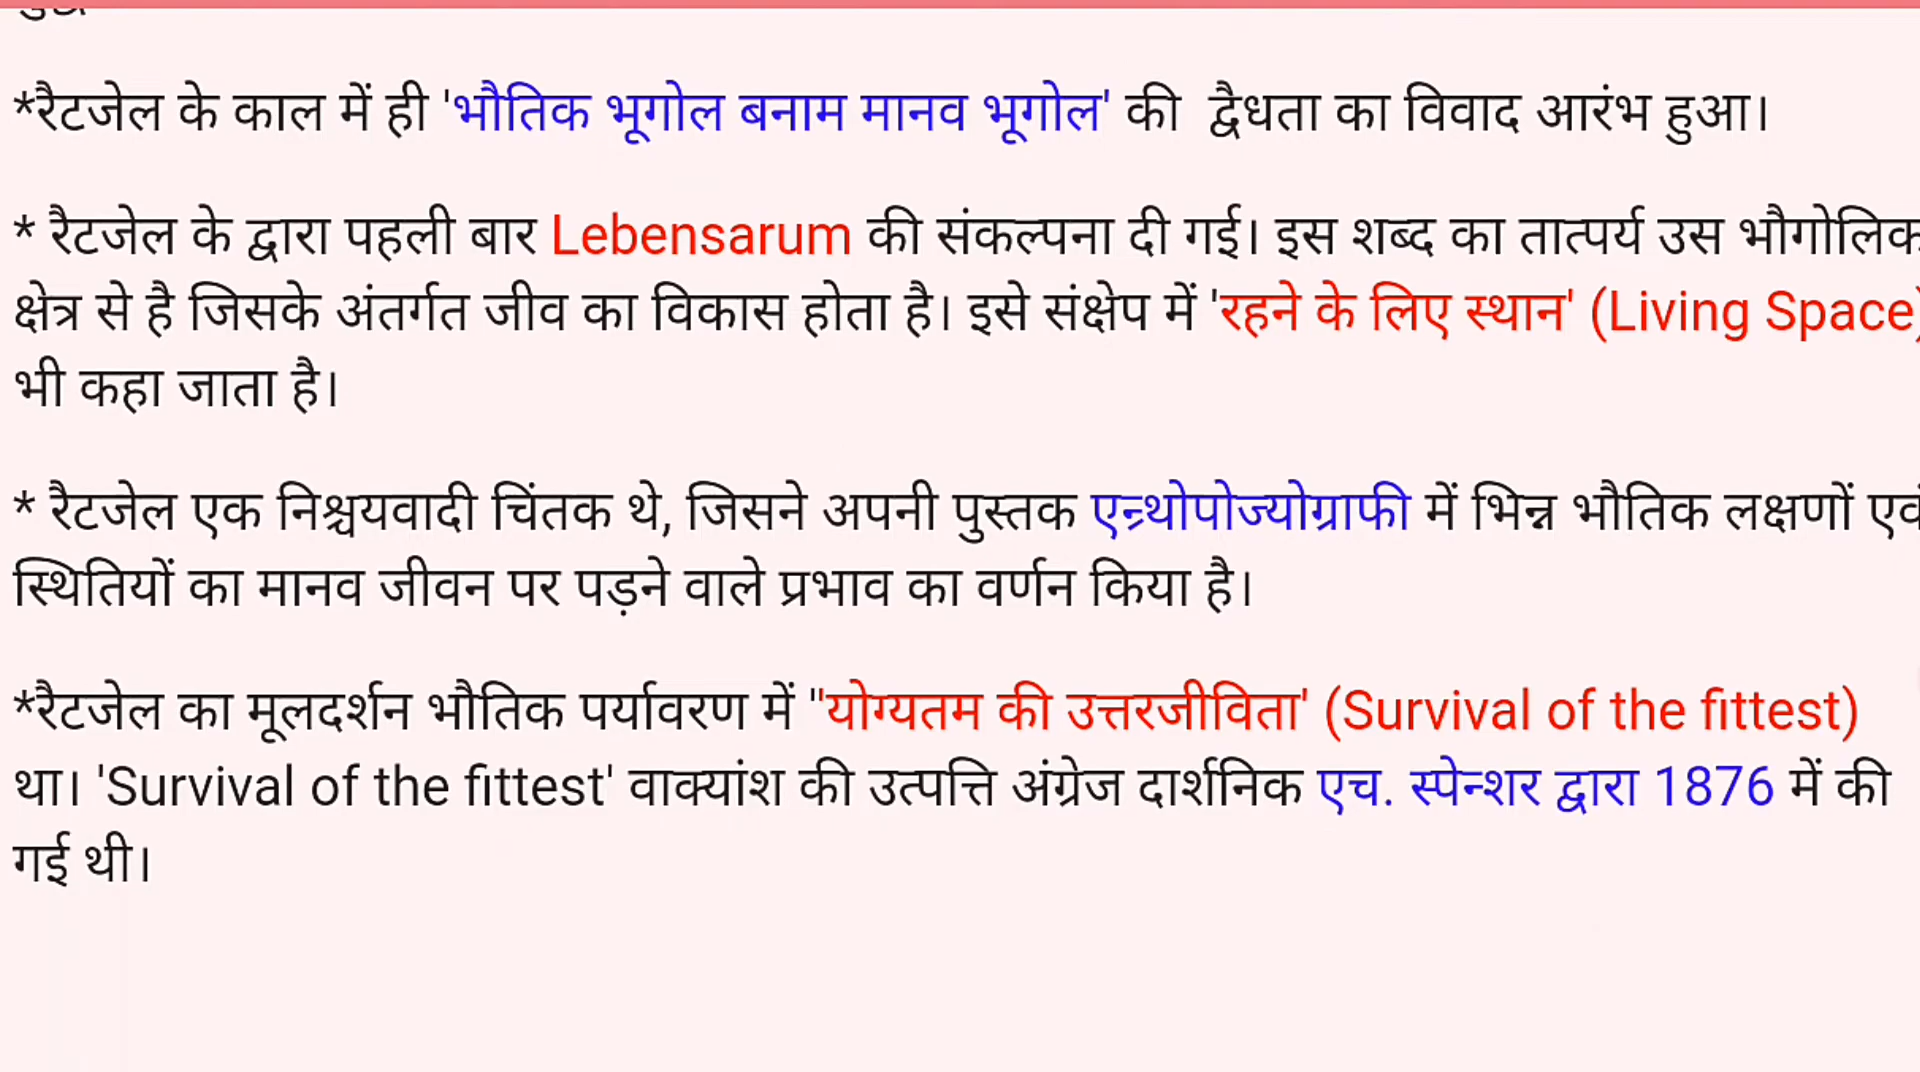 *रैटजेल के काल में ही 'भौतिक भूगोल बनाम मानव भूगोल' की द्वैधता का विवाद आरंभ हुआ।
* रैटजेल के द्वारा पहली बार Lebensarum की संकल्पना दी गई। इस शब्द का तात्पर्य उस भौगोलिक
क्षेत्र से है जिसके अंतर्गत जीव का विकास होता है। इसे संक्षेप में 'रहने के लिए स्थान' (Living Space)
भी कहा जाता है।
* रैटजेल एक निश्चयवादी चिंतक थे, जिसने अपनी पुस्तक एन्थ्रोपोज्योग्राफी में भिन्न भौतिक लक्षणों एवं
स्थितियों का मानव जीवन पर पड़ने वाले प्रभाव का वर्णन किया है।
*रैटजेल का मूलदर्शन भौतिक पर्यावरण में "योग्यतम की उत्तरजीविता' (Survival of the fittest)
था। 'Survival of the fittest' वाक्यांश की उत्पत्ति अंग्रेज दार्शनिक एच. स्पेन्शर द्वारा 1876 में की
गई थी।